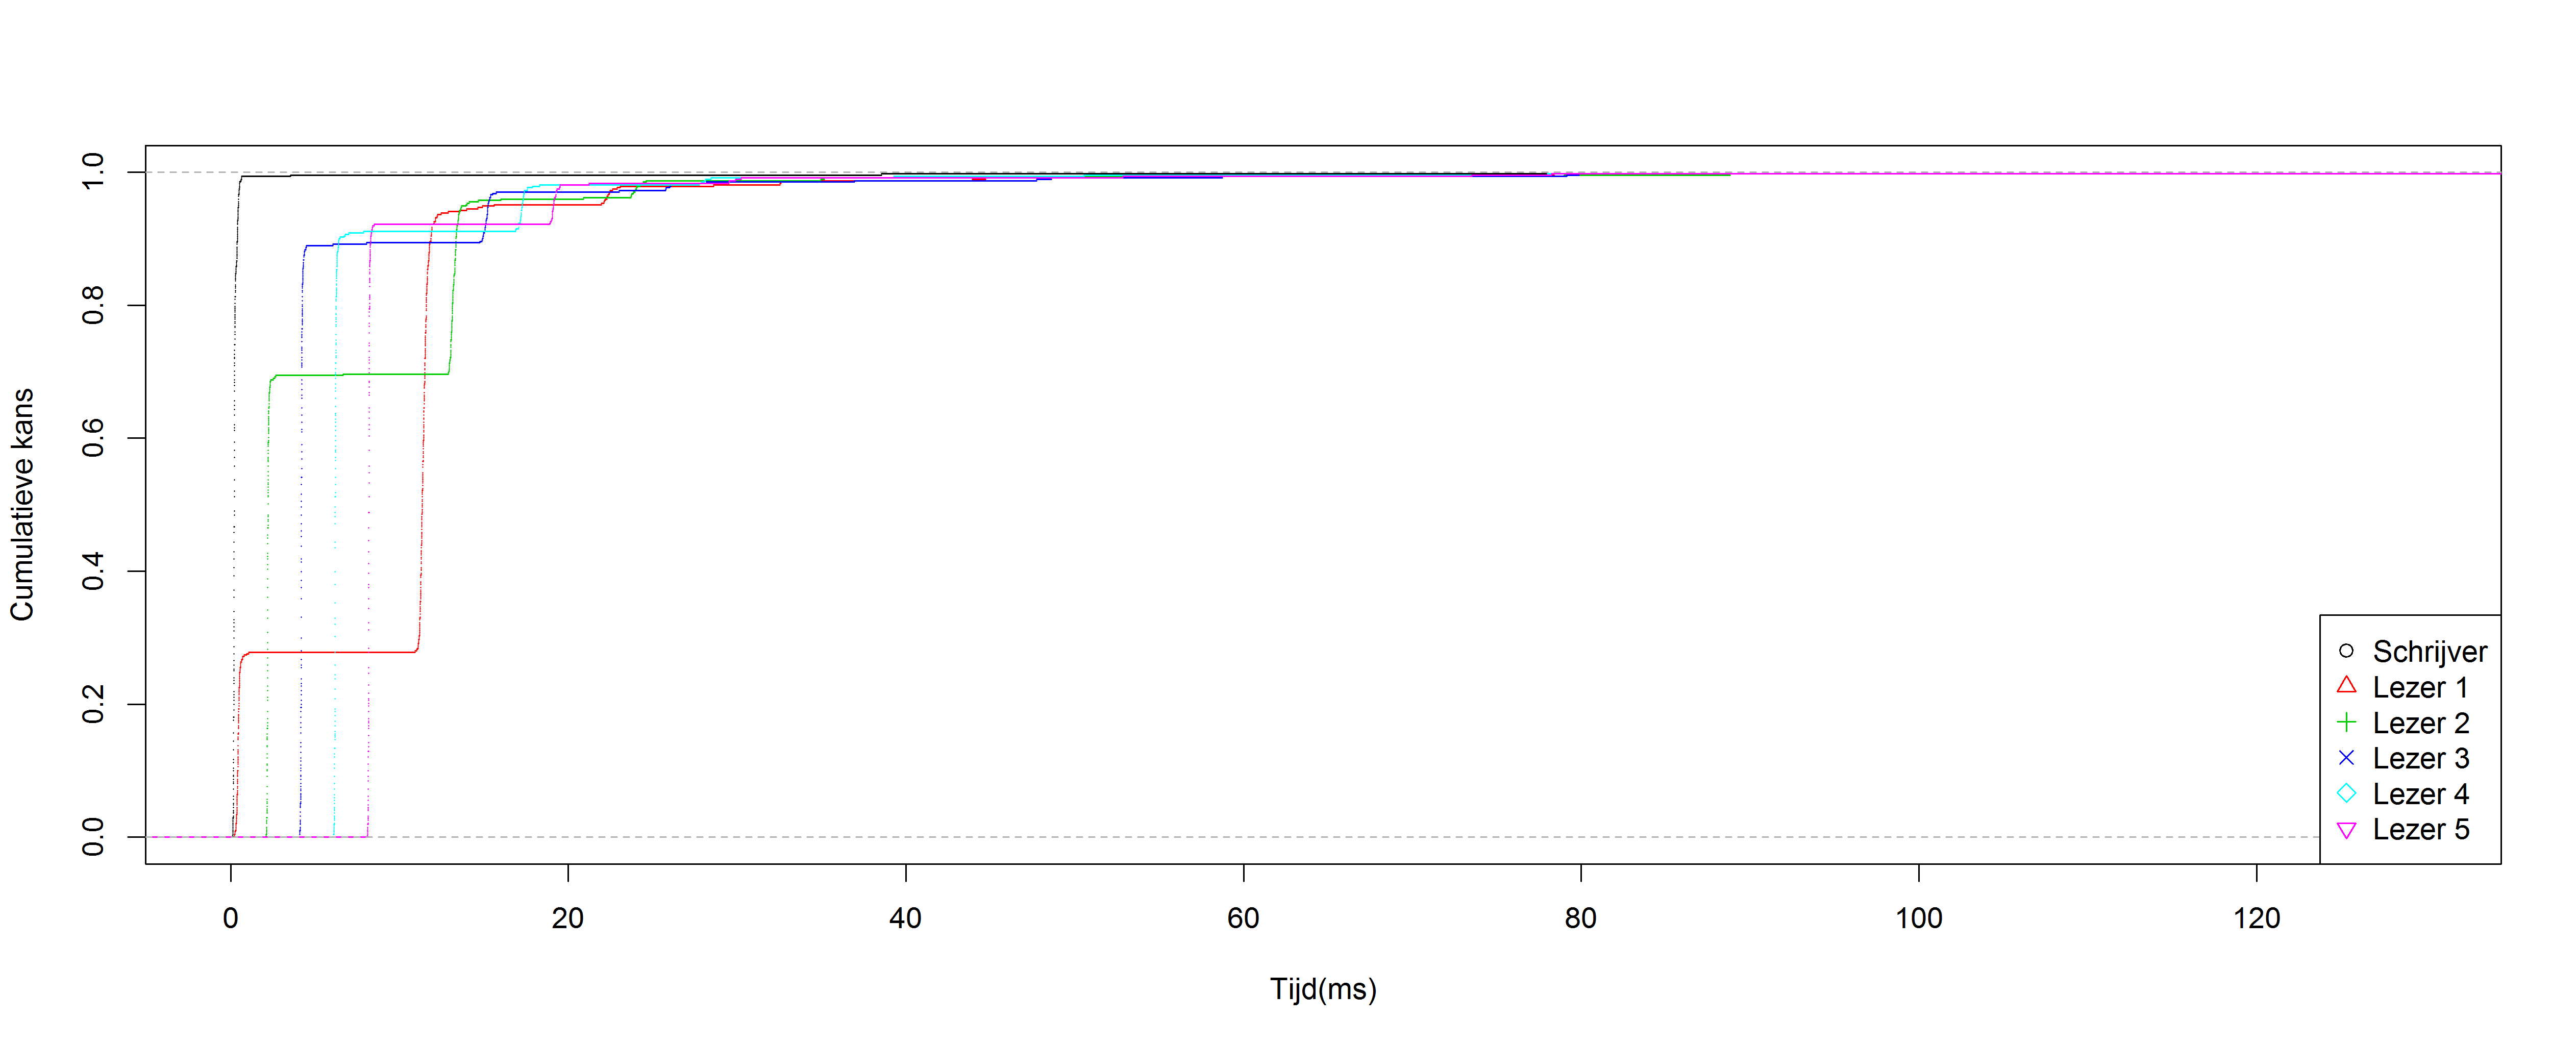 Cumulatieve kans
1.0
0.8
0.6
0.4
0.2
0.0
0 20 40 60 80 100 120
Tijd(ms)
Schrijver
Lezer 1
Lezer 2
Lezer 3
Lezer 4
Lezer 5